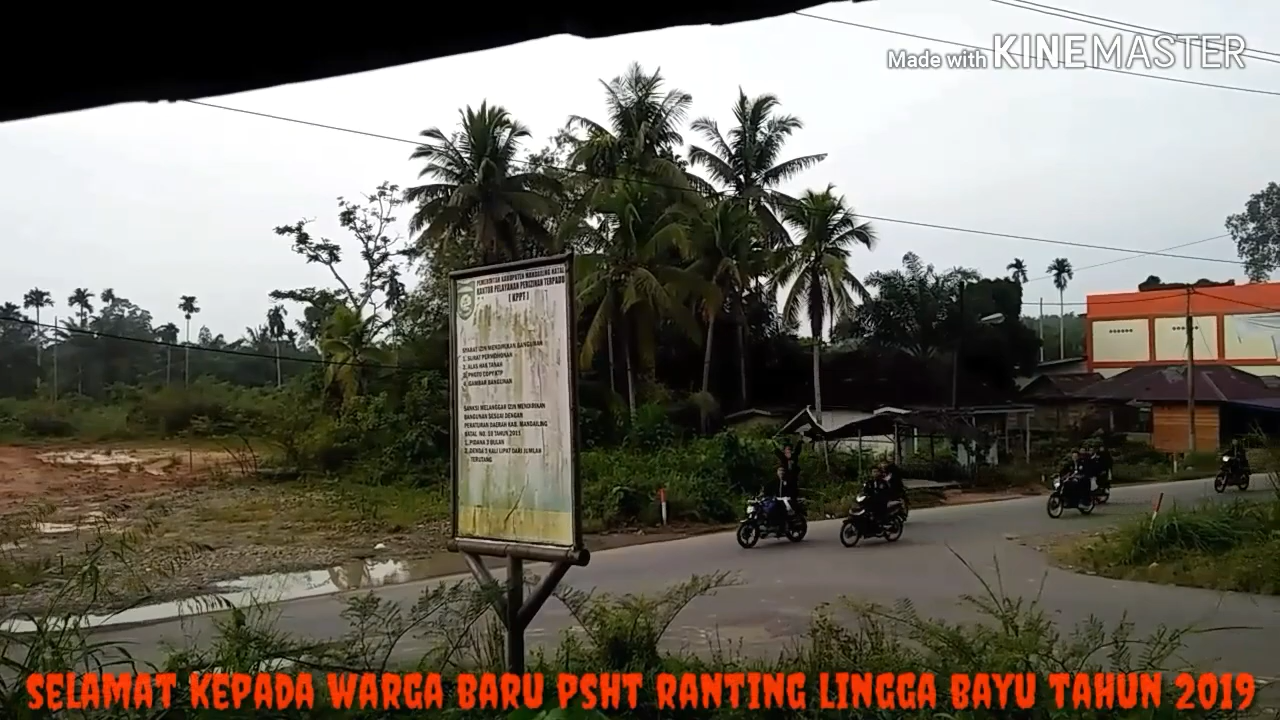 Made with KINEMASTER
PEMERINTAH KABUPATEN MANDAILING NATAL
KANTOR PELAYANAN PERIZINAN TERPADU
( KPPT )
SYARAT IZIN MENDIRIKAN BANGUNAN
1. SURAT PERMOHONAN
2. ALAS HAK TANAH
3. PHOTO COPY KTP
4. GAMBAR BANGUNAN
SANKSI MELANGGAR IZIN MENDIRIKAN
BANGUNAN SESUAI DENGAN
PERATURAN DAERAH KAB. MANDAILING
NATAL NO. TAHUN 2011
1. PIDANA 3 BULAN
2. DENDA KALI LIPAT DARI JUMLAH
TERUTANG
SELAMAT KEPADA WARGA BARU PSHT RANTING LINGGA BAYU TAHUN 2019